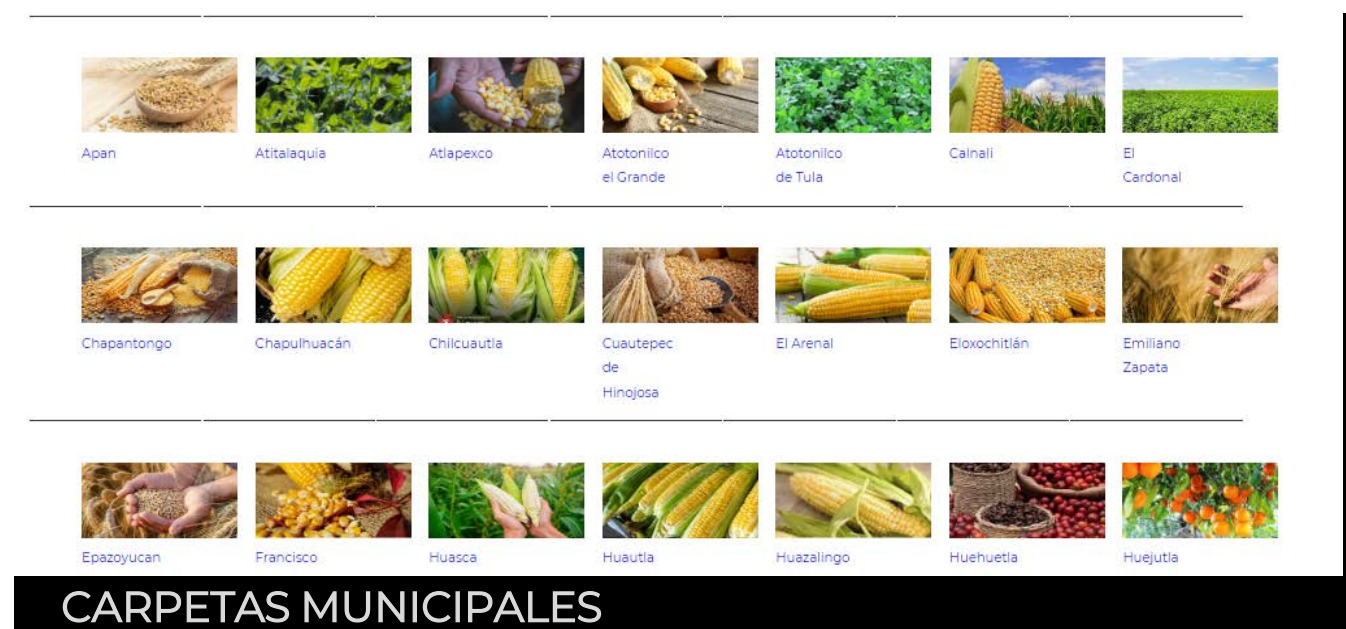 Apan
Atitalaquia
Atlapexco
Atotonilco
el Grande
Atotonilco
de Tula
Calnali
El
Cardonal
Chapantongo
Chapulhuacán
Chilcuautla
Cuautepec
de
Hinojosa
El Arenal
Eloxochitlán
Emiliano
Zapata
Epazoyucan
Francisco
Huasca
Huautla
Huazalingo
Huehuetla
Huejutla
CARPETAS MUNICIPALES